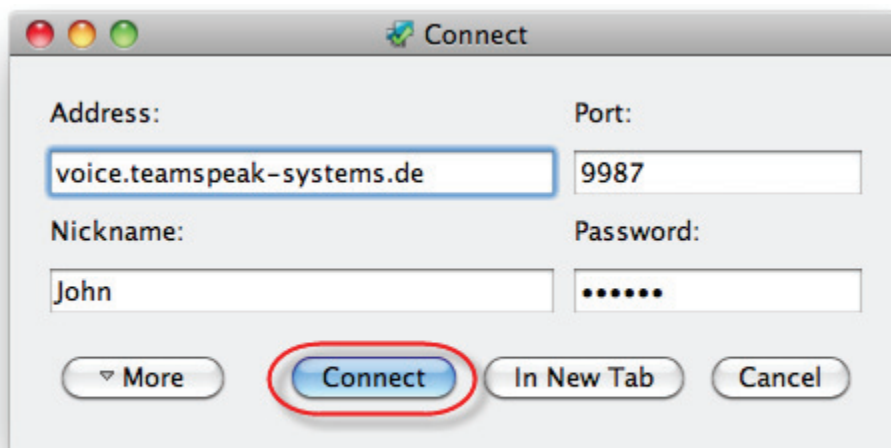 Connect
Address: Port:
voice.teamspeak-systems.de 9987
Nickname: Password:
John ••••••
More Connect In New Tab Cancel